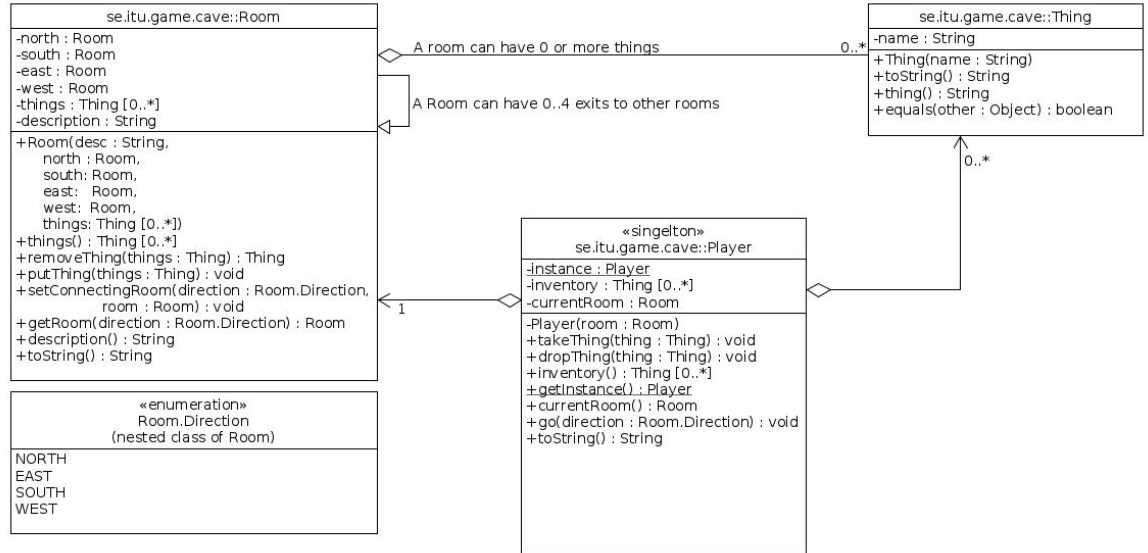 se.itu.game.cave::Room
-north : Room
-south : Room
-east : Room
-west : Room
-things : Thing [0..*]
-description : String
+Room(desc : String,
north : Room,
south: Room,
east: Room,
west: Room,
things: Thing [0..*])
+things() : Thing [0..*]
+removeThing(things : Thing) : Thing
+putThing(things : Thing) : void
+setConnectingRoom(direction : Room.Direction,
room : Room) : void
+getRoom(direction : Room.Direction) : Room
+description() : String
+toString() : String
A room can have 0 or more things
0..*
A Room can have 0..4 exits to other rooms
se.itu.game.cave::Thing
-name : String
+Thing(name : String)
+toString() : String
+thing() : String
+equals(other : Object) : boolean
0..*
1
«singelton»
se.itu.game.cave::Player
-instance : Player
-inventory : Thing [0..*]
-currentRoom : Room
-Player(room : Room)
+takeThing(thing : Thing) : void
+dropThing(thing : Thing) : void
+inventory() : Thing [0..*]
+getInstance() : Player
+currentRoom() : Room
+go(direction : Room.Direction) : void
+toString() : String
«enumeration»
Room.Direction
(nested class of Room)
NORTH
EAST
SOUTH
WEST